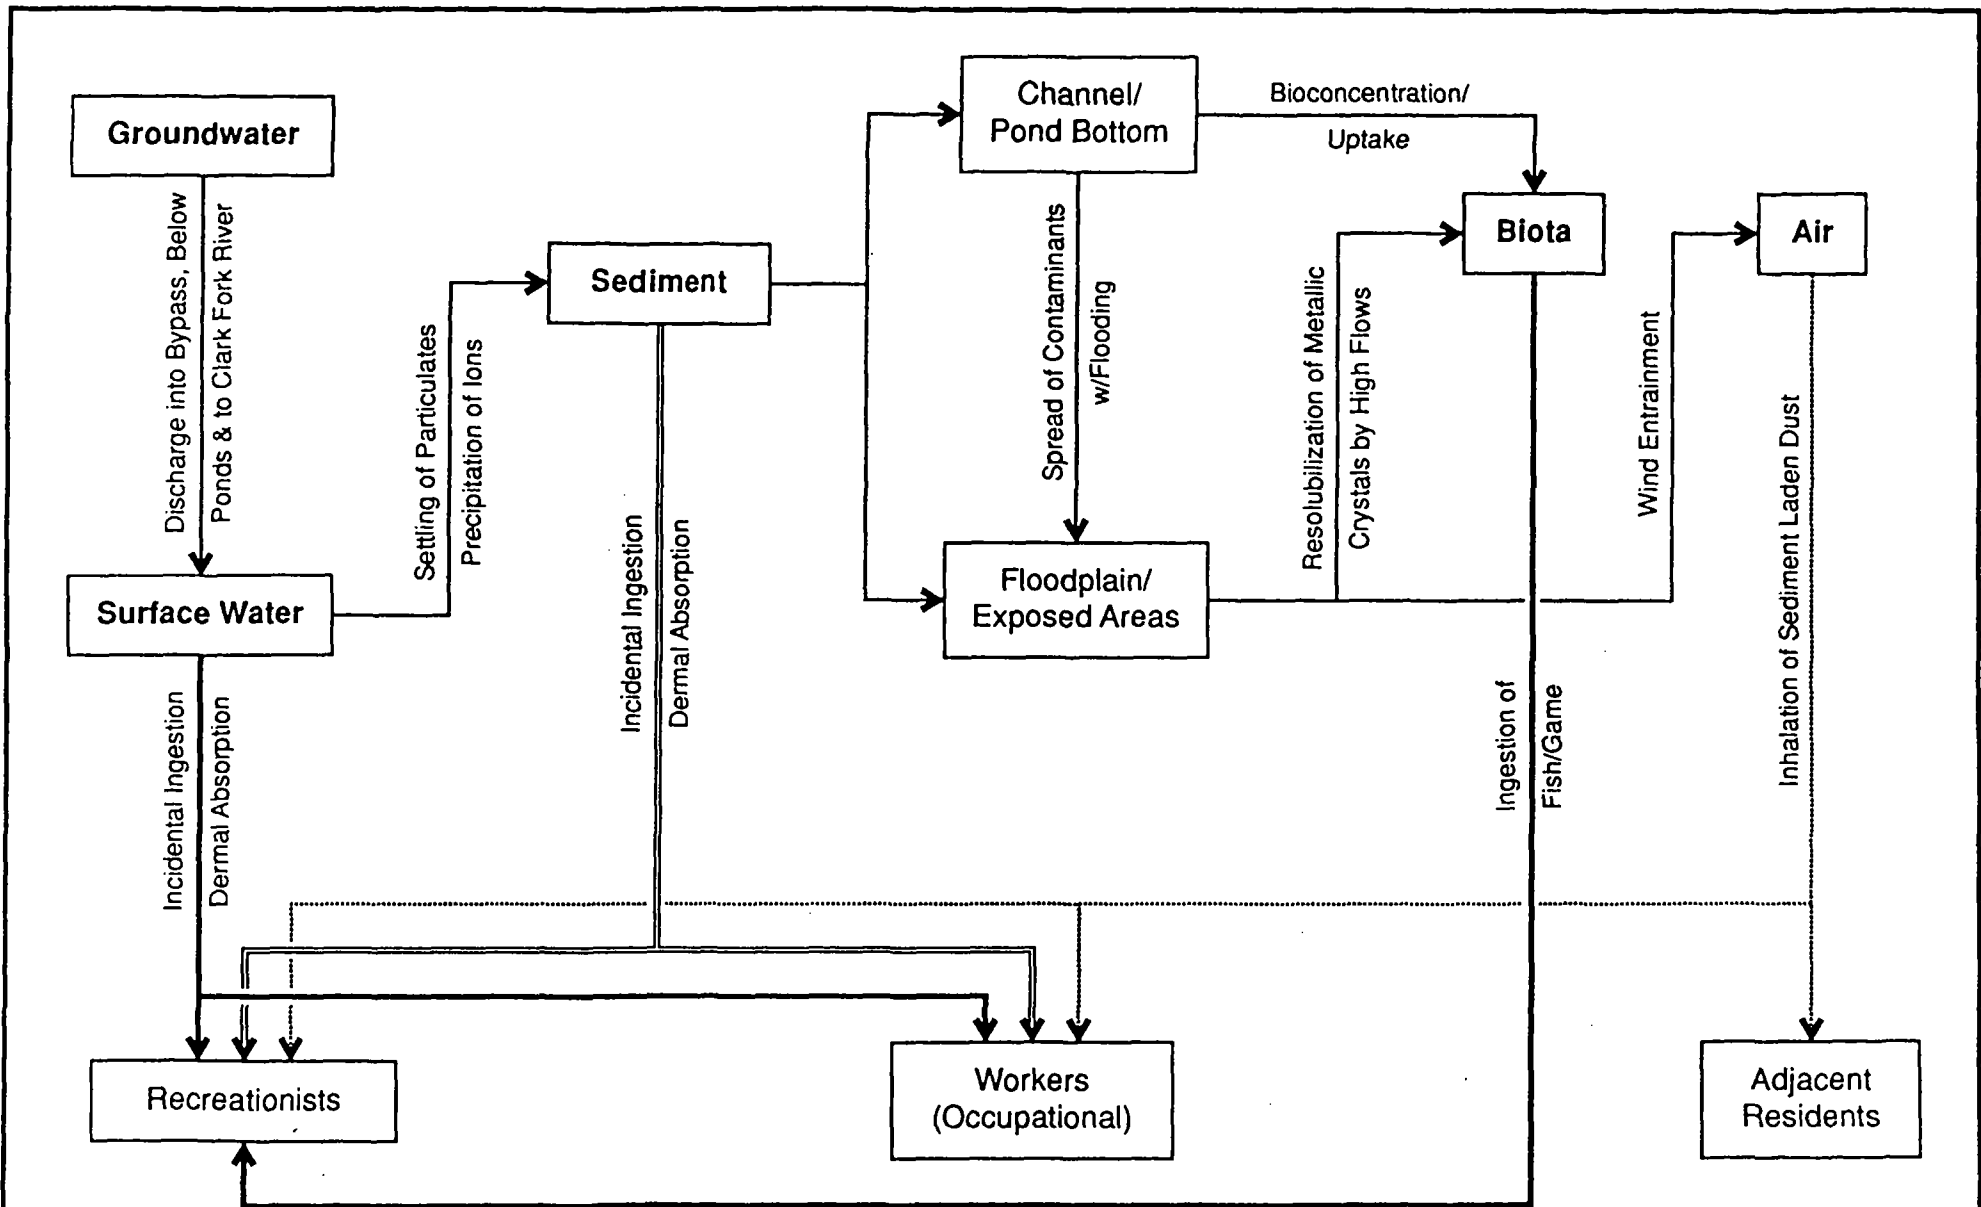 Groundwater
Discharge into Bypass, Below
Ponds & to Clark Fork River
Surface Water
Settling of Particulates
Precipitation of Ions
Sediment
Channel/
Pond Bottom
Bioconcentration/
Uptake
Biota
Air
Spread of Contaminants
w/Flooding
Floodplain/
Exposed Areas
Resolubilization of Metallic
Crystals by High Flows
Wind Entrainment
Inhalation of Sediment Laden Dust
Incidental Ingestion
Dermal Absorption
Incidental Ingestion
Dermal Absorption
Ingestion of
Fish/Game
Recreationists
Workers
(Occupational)
Adjacent
Residents